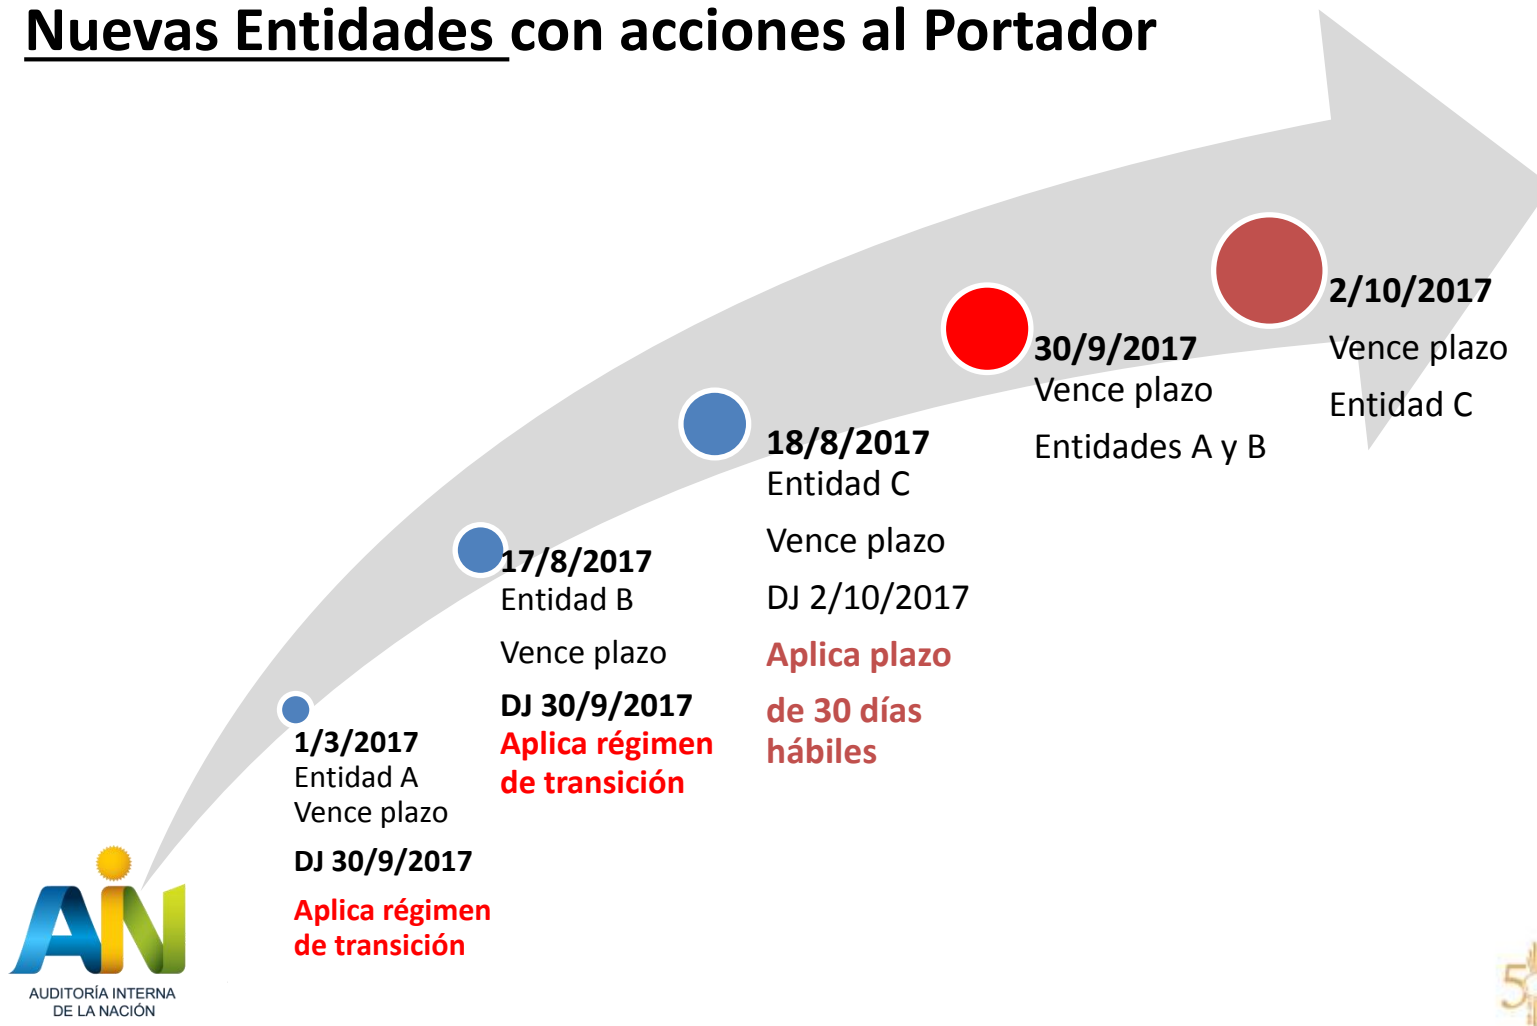 Nuevas Entidades con acciones al Portador
1/3/2017
Entidad A
Vence plazo
DJ 30/9/2017
Aplica régimen
de transición
17/8/2017
Entidad B
Vence plazo
DJ 30/9/2017
Aplica régimen
de transición
18/8/2017
Entidad C
Vence plazo
DJ 2/10/2017
Aplica plazo
de 30 días
hábiles
30/9/2017
Vence plazo
Entidades A y B
2/10/2017
Vence plazo
Entidad C
AIN
AUDITORÍA INTERNA
DE LA NACIÓN
5